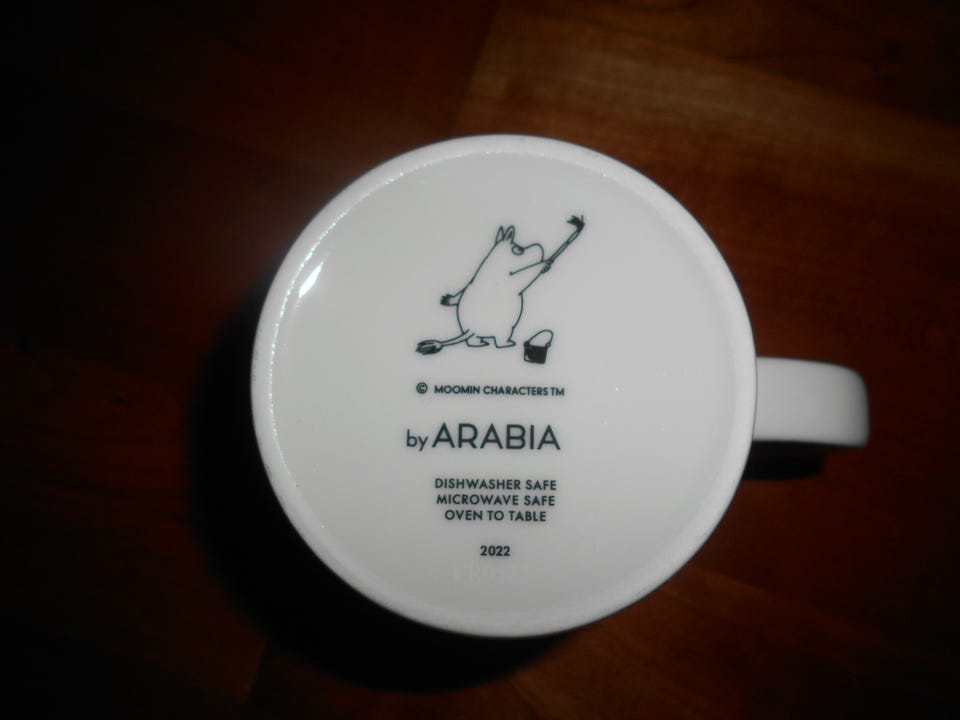 © MOOMIN CHARACTERS TM
by ARABIA
DISHWASHER SAFE
MICROWAVE SAFE
OVEN TO TABLE
2022